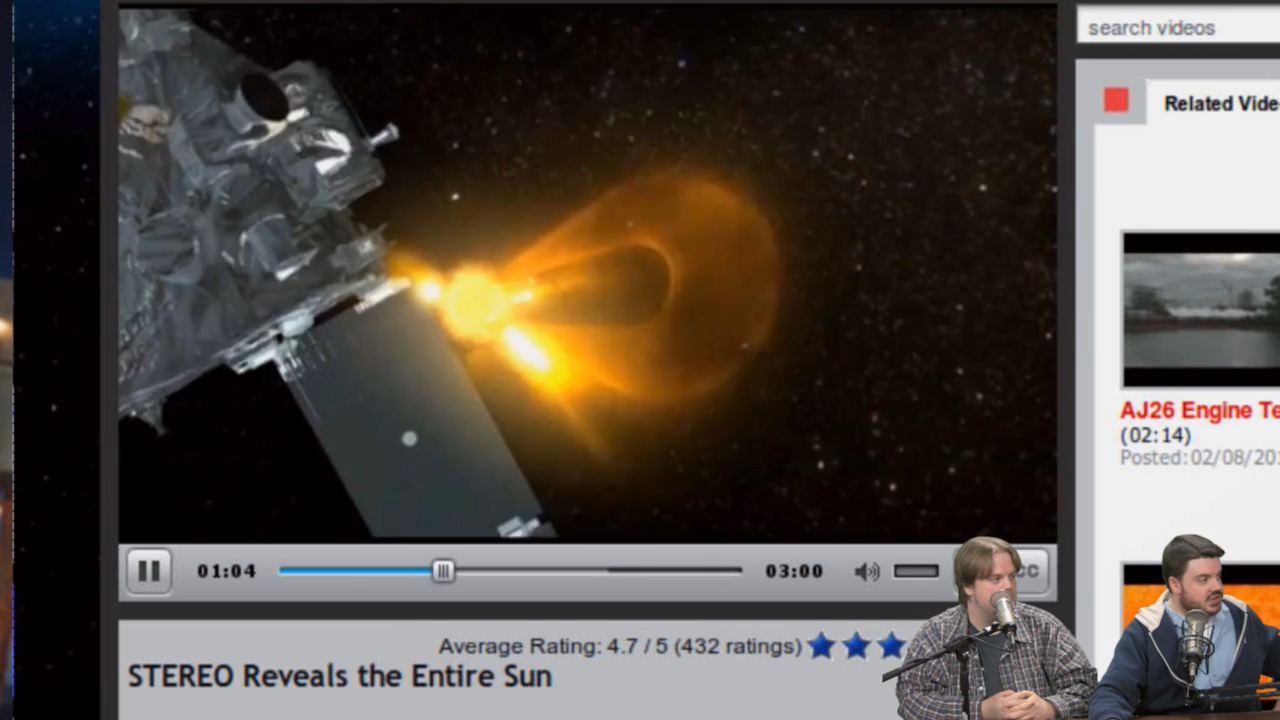 search videos
Related Vide
AJ26 Engine Te
(02:14)
Posted: 02/08/201
01:04
03:00
CC
Average Rating: 4.7 / 5 (432 ratings)
STEREO Reveals the Entire Sun